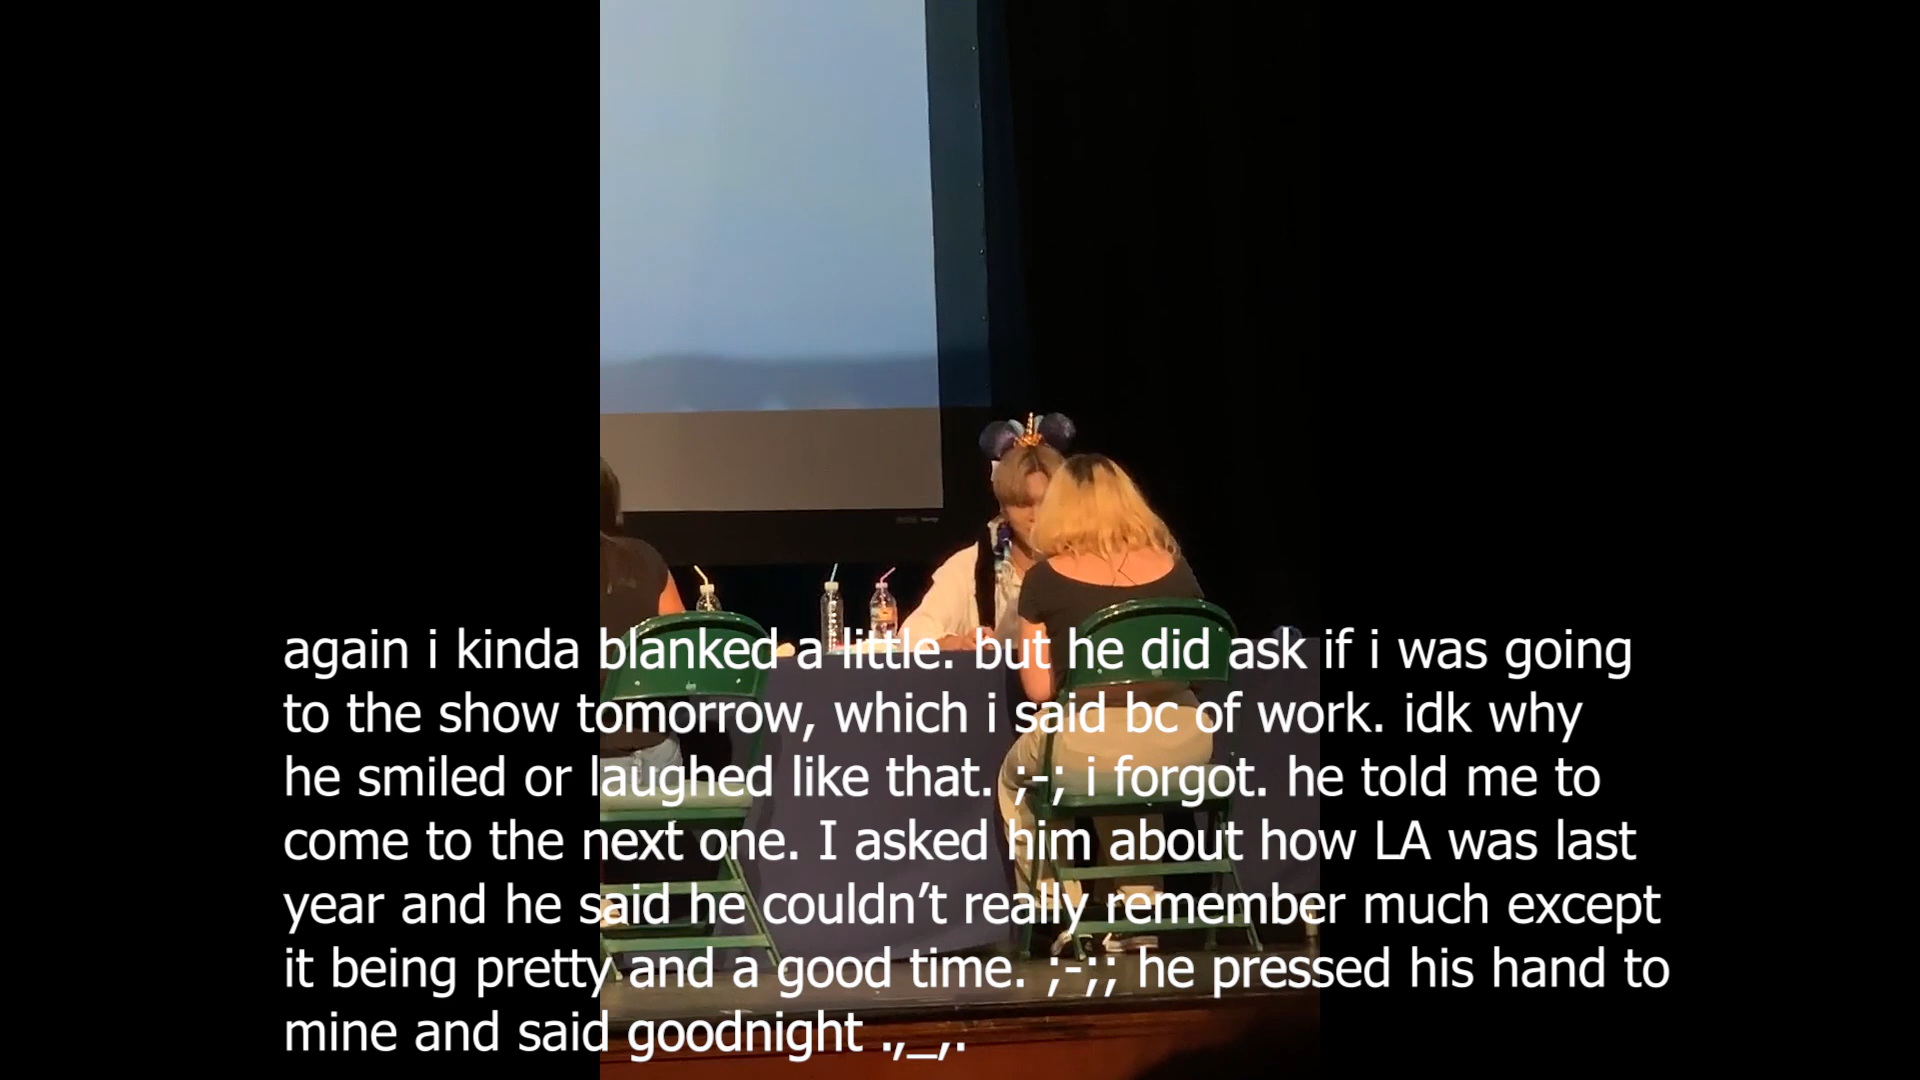 again i kinda blanked a little. but he did ask if i was going
to the show tomorrow, which i said bc of work. idk why
he smiled or laughed like that. ;-; i forgot. he told me to
come to the next one. I asked him about how LA was last
year and he said he couldn’t really remember much except
it being pretty and a good time. ;-;; he pressed his hand to
mine and said goodnight .,_,.